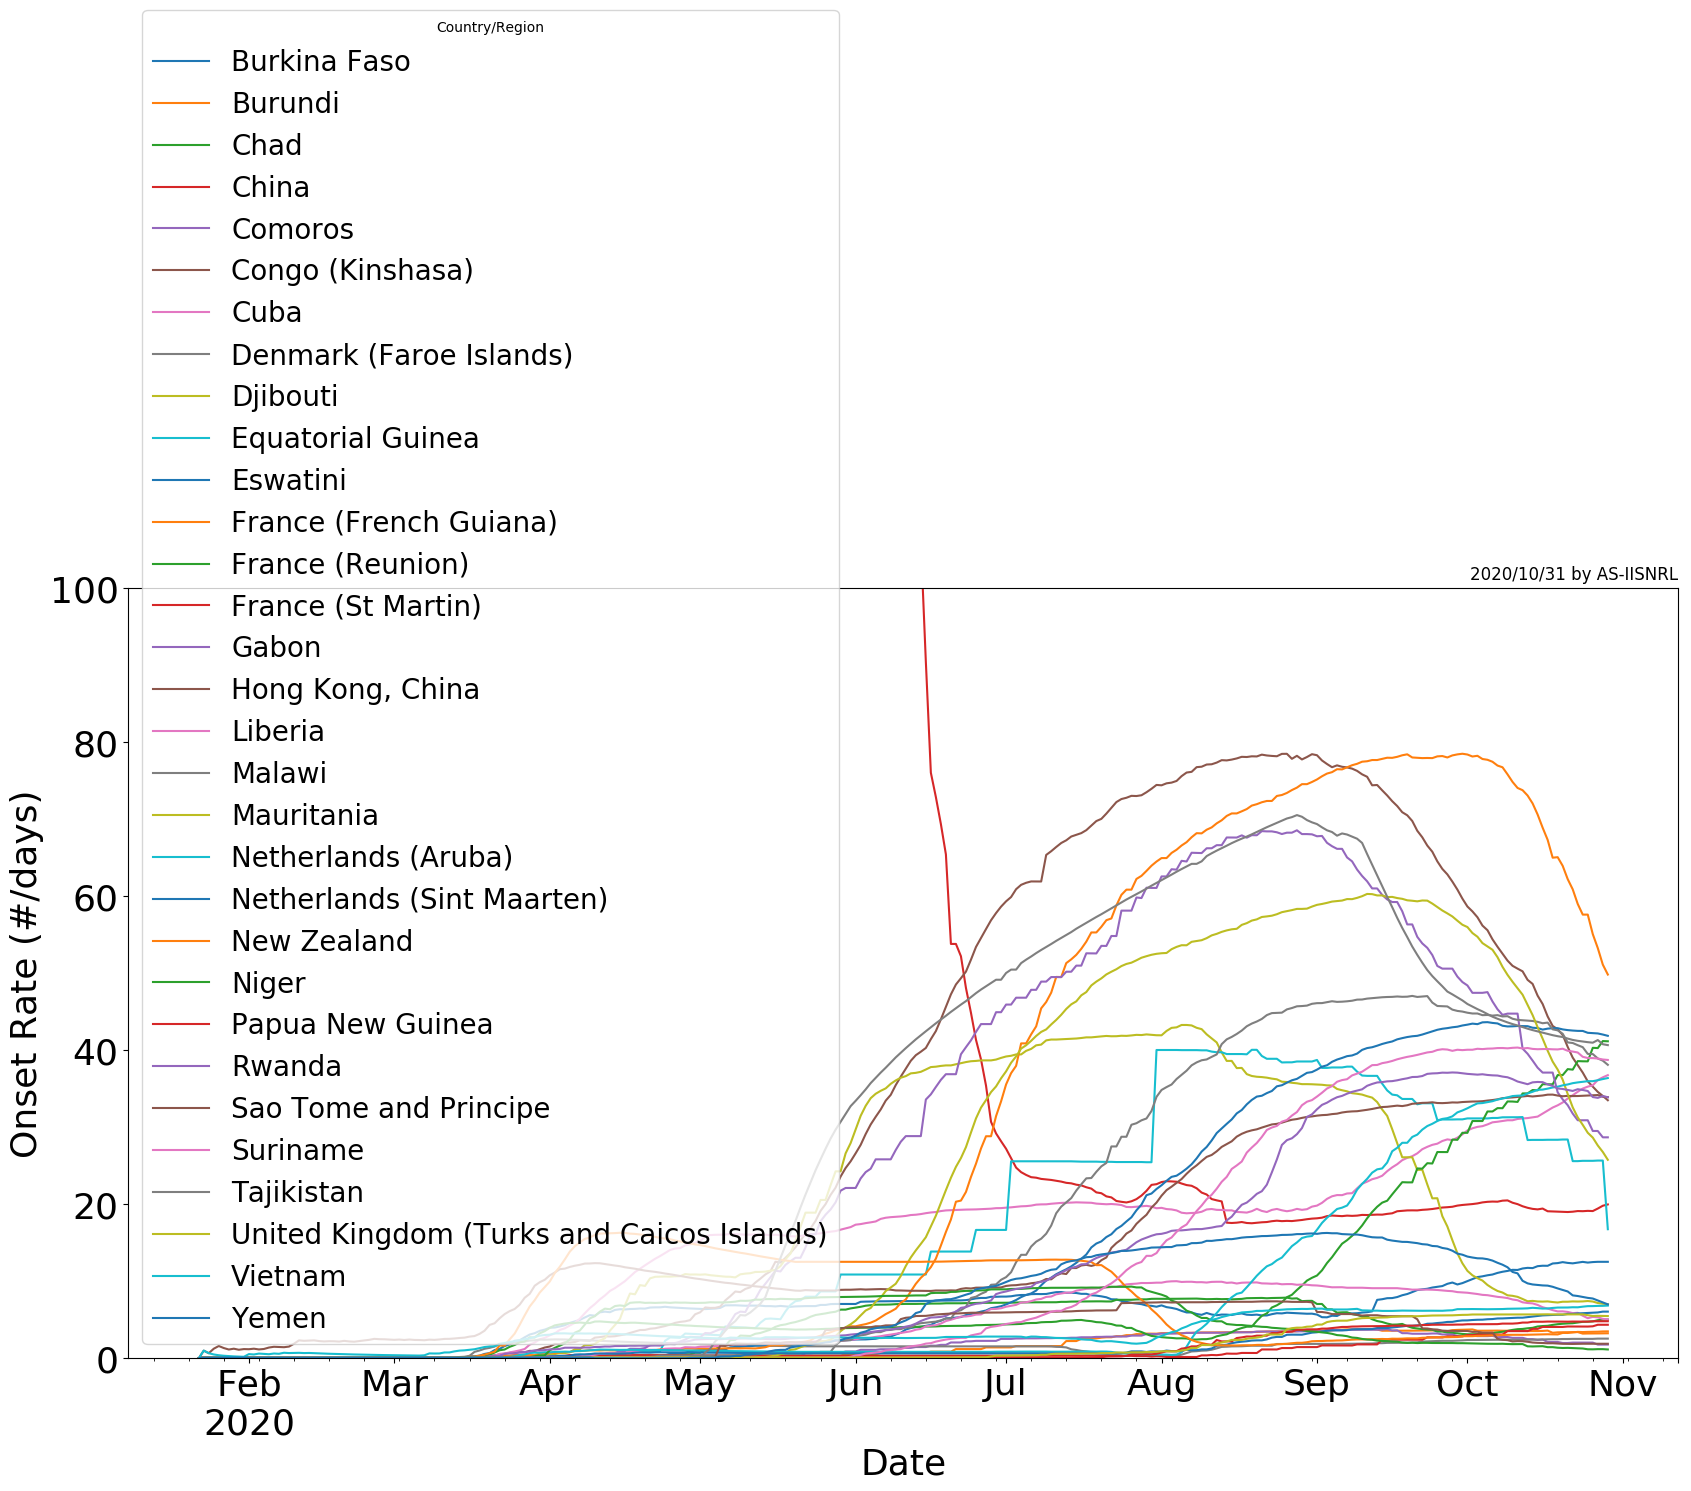 Country/Region
Burkina Faso
Burundi
Chad
China
Comoros
Congo (Kinshasa)
Cuba
Denmark (Faroe Islands)
Djibouti
Equatorial Guinea
Eswatini
France (French Guiana)
France (Reunion)
France (St Martin)
Gabon
Hong Kong, China
Liberia
Malawi
Mauritania
Netherlands (Aruba)
Netherlands (Sint Maarten)
New Zealand
Niger
Papua New Guinea
Rwanda
Sao Tome and Principe
Suriname
Tajikistan
United Kingdom (Turks and Caicos Islands)
Vietnam
Yemen
2020/10/31 by AS-IISNRL
100
80
60
40
20
0
Onset Rate (#/days)
Feb Mar Apr May Jun Jul Aug Sep Oct Nov
2020
Date